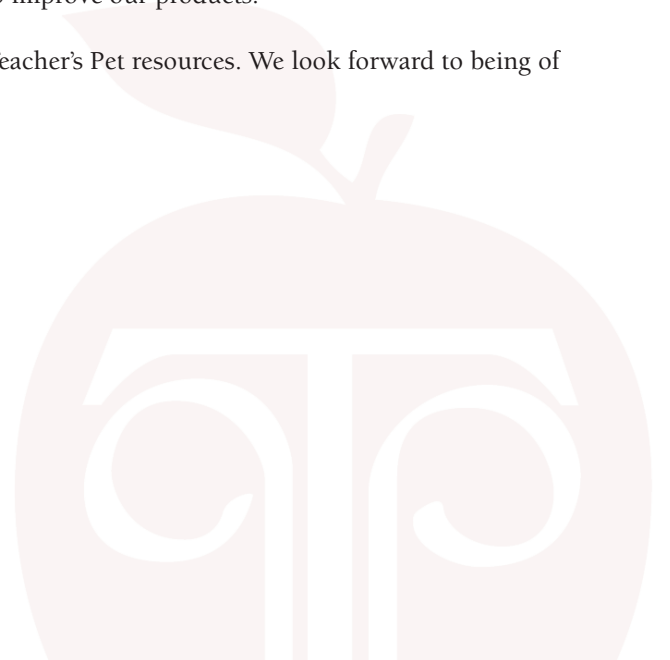 improve our products.
eacher's Pet resources. We look forward to being of